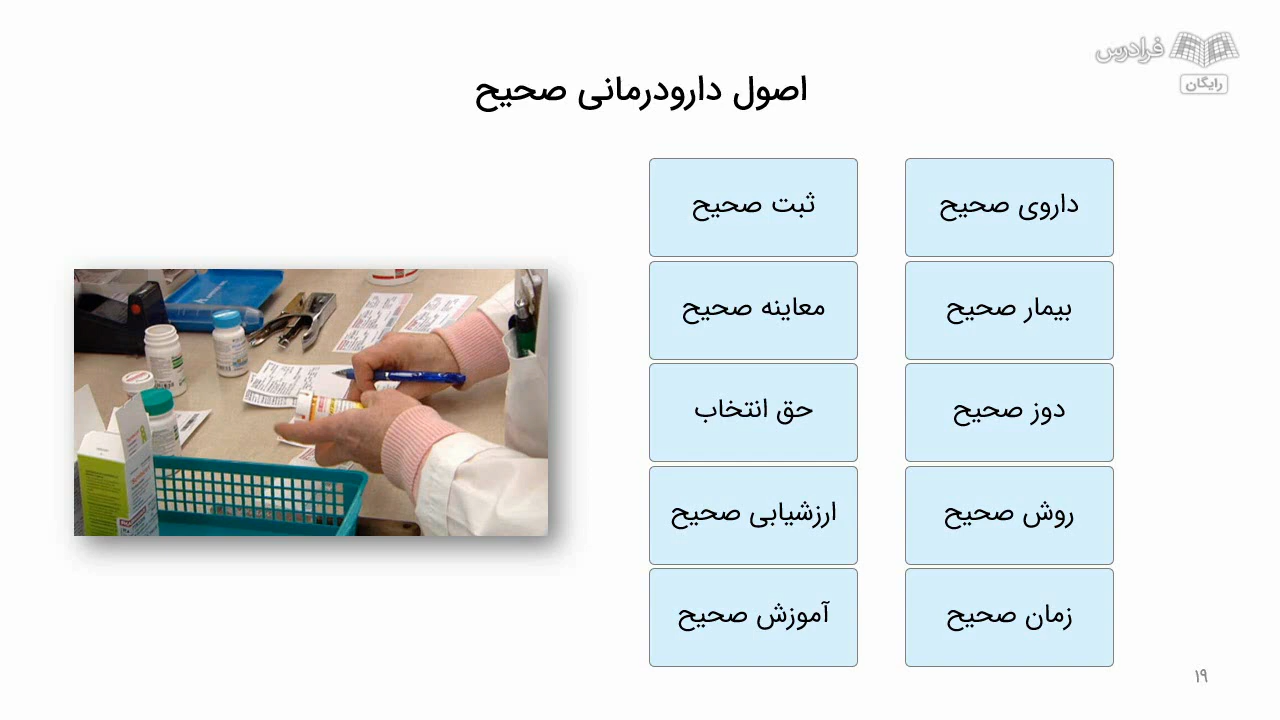 فرادرس
رایگان
اصول دارودرمانی صحیح
داروی صحیح
بیمار صحیح
دوز صحیح
روش صحیح
زمان صحیح
ثبت صحیح
معاینه صحیح
حق انتخاب
ارزشیابی صحیح
آموزش صحیح
۱۹